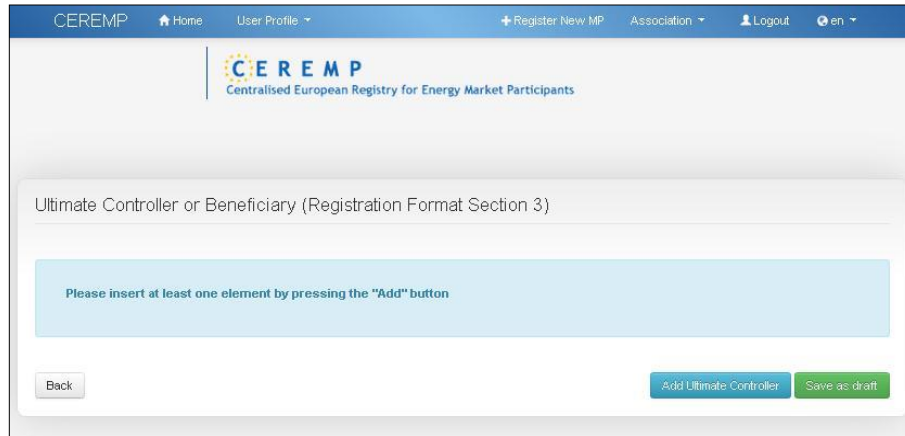 CEREMP Home User Profile Register New MP Association Logout en
CEREMP
Centralised European Registry for Energy Market Participants
Ultimate Controller or Beneficiary (Registration Format Section 3)
Please insert at least one element by pressing the "Add" button
Back Add Ultimate Controller Save as draft